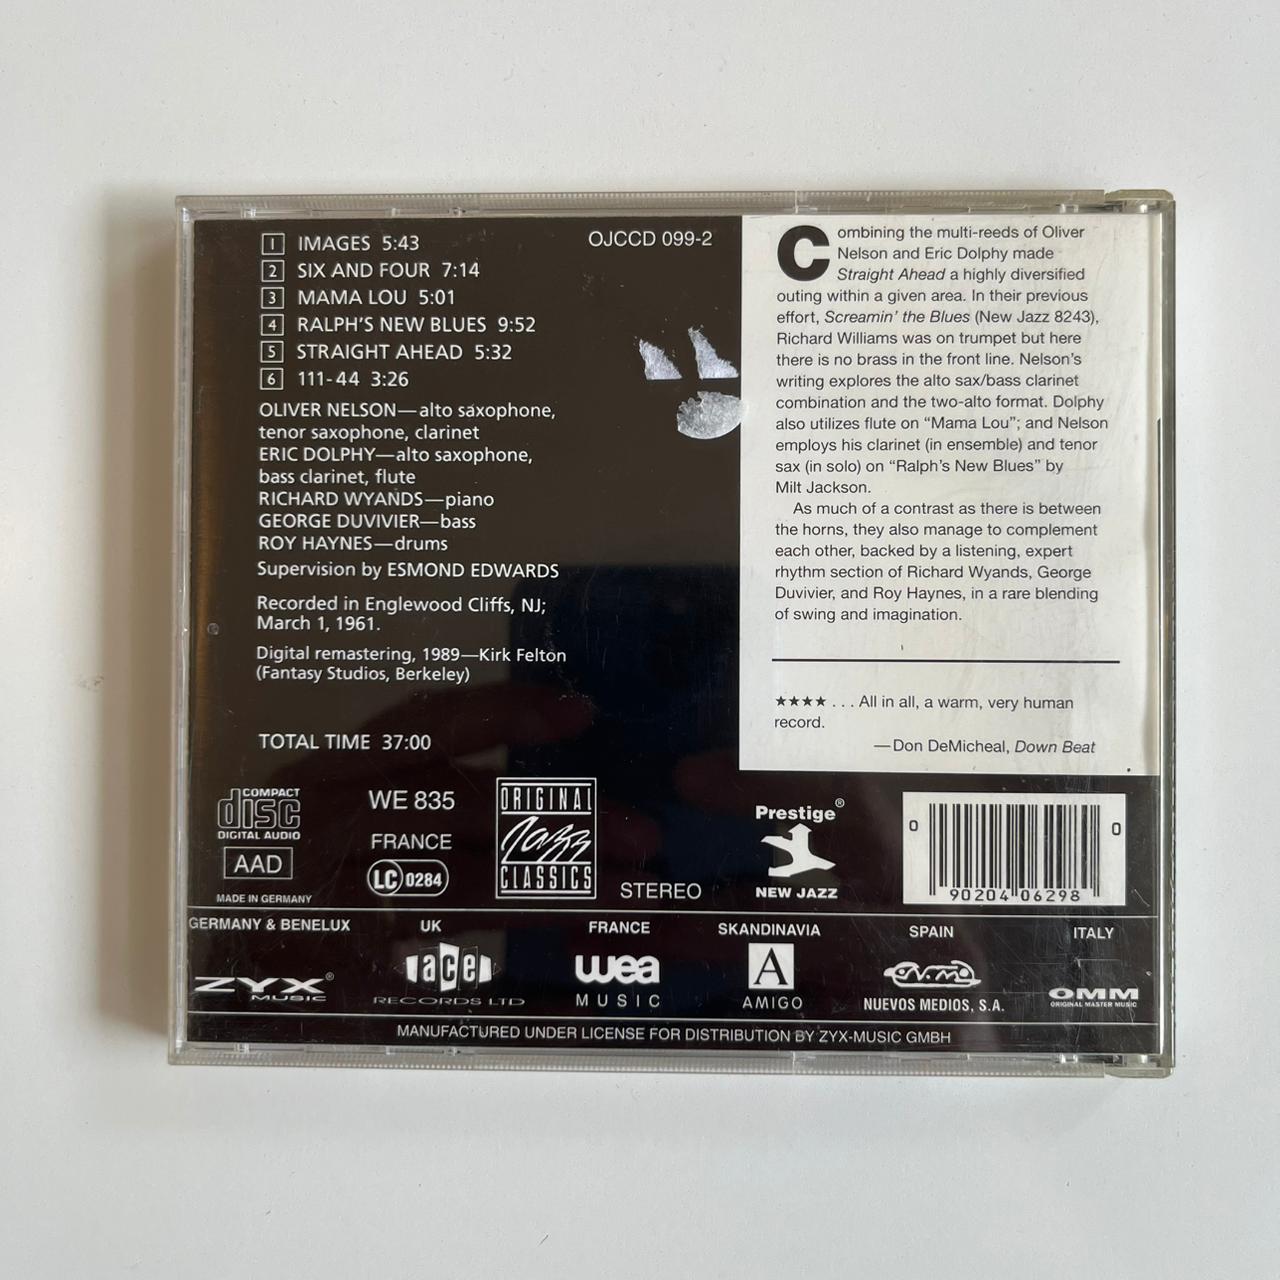 1 IMAGES 5:43
2 SIX AND FOUR 7:14
3 MAMA LOU 5:01
4 RALPH'S NEW BLUES 9:52
5 STRAIGHT AHEAD 5:32
6 111-44 3:26
OJCCD 099-2
OLIVER NELSON—alto saxophone,
tenor saxophone, clarinet
ERIC DOLPHY—alto saxophone,
bass clarinet, flute
RICHARD WYANDS—piano
GEORGE DUVIVIER—bass
ROY HAYNES—drums
Supervision by ESMOND EDWARDS
Recorded in Englewood Cliffs, NJ;
March 1, 1961.
Digital remastering, 1989—Kirk Felton
(Fantasy Studios, Berkeley)
TOTAL TIME 37:00
Combining the multi-reeds of Oliver
Nelson and Eric Dolphy made
Straight Ahead a highly diversified
outing within a given area. In their previous
effort, Screamin' the Blues (New Jazz 8243),
Richard Williams was on trumpet but here
there is no brass in the front line. Nelson's
writing explores the alto sax/bass clarinet
combination and the two-alto format. Dolphy
also utilizes flute on “Mama Lou”; and Nelson
employs his clarinet (in ensemble) and tenor
sax (in solo) on “Ralph's New Blues” by
Milt Jackson.
As much of a contrast as there is between
the horns, they also manage to complement
each other, backed by a listening, expert
rhythm section of Richard Wyands, George
Duvivier, and Roy Haynes, in a rare blending
of swing and imagination.
★★★★ . . . All in all, a warm, very human
record.
—Don DeMicheal, Down Beat
COMPACT
disc
DIGITAL AUDIO
AAD
MADE IN GERMANY
WE 835
FRANCE
LC 0284
ORIGINAL
Jazz
CLASSICS
STEREO
Prestige®
NEW JAZZ
0 90204 06298 0
GERMANY & BENELUX
ZYX®
MUSIC
UK
ace
RECORDS LTD
FRANCE
wea
MUSIC
SKANDINAVIA
A
AMIGO
SPAIN
NUEVOS MEDIOS, S.A.
ITALY
OMM
ORIGINAL MASTER MUSIC
MANUFACTURED UNDER LICENSE FOR DISTRIBUTION BY ZYX-MUSIC GMBH